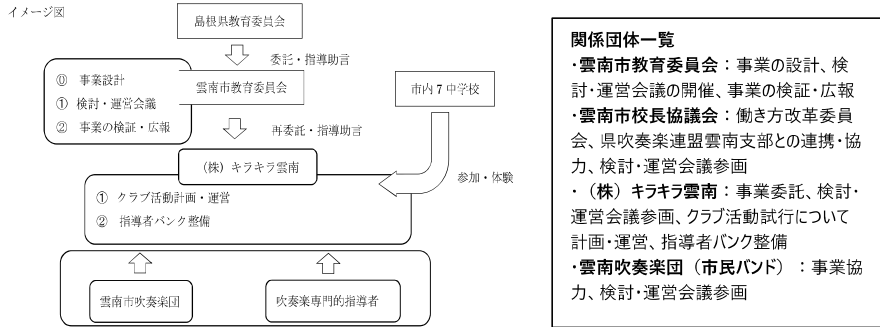 イメージ図
島根県教育委員会
委託・指導助言
⓪ 事業設計
① 検討・運営会議
② 事業の検証・広報
雲南市教育委員会
市内7中学校
再委託・指導助言
(株)キラキラ雲南
参加・体験
① クラブ活動計画・運営
② 指導者バンク整備
雲南市吹奏楽団
吹奏楽専門的指導者
関係団体一覧
・雲南市教育委員会：事業の設計、検
討・運営会議の開催、事業の検証・広報
・雲南市校長協議会：働き方改革委員
会、県吹奏楽連盟雲南支部との連携・協
力、検討・運営会議参画
・（株）キラキラ雲南：事業委託、検討・
運営会議参画、クラブ活動試行について
計画・運営、指導者バンク整備
・雲南吹奏楽団（市民バンド）：事業協
力、検討・運営会議参画